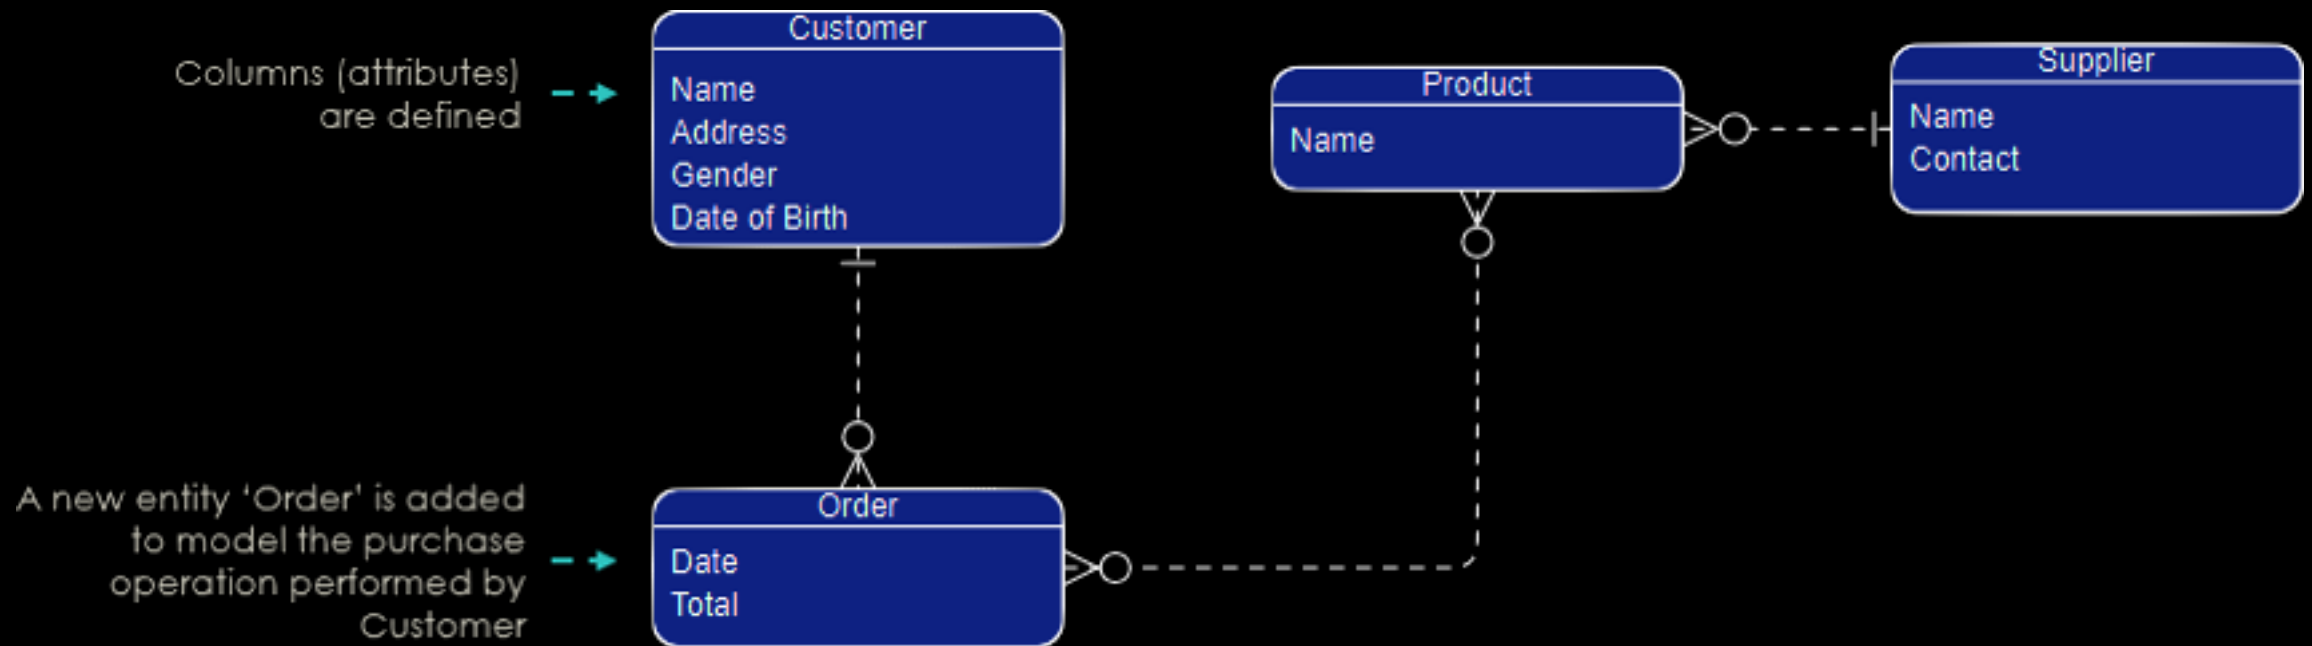 Columns (attributes)
are defined
Customer
Name
Address
Gender
Date of Birth
Product
Name
Supplier
Name
Contact
A new entity ‘Order’ is added
to model the purchase
operation performed by
Customer
Order
Date
Total